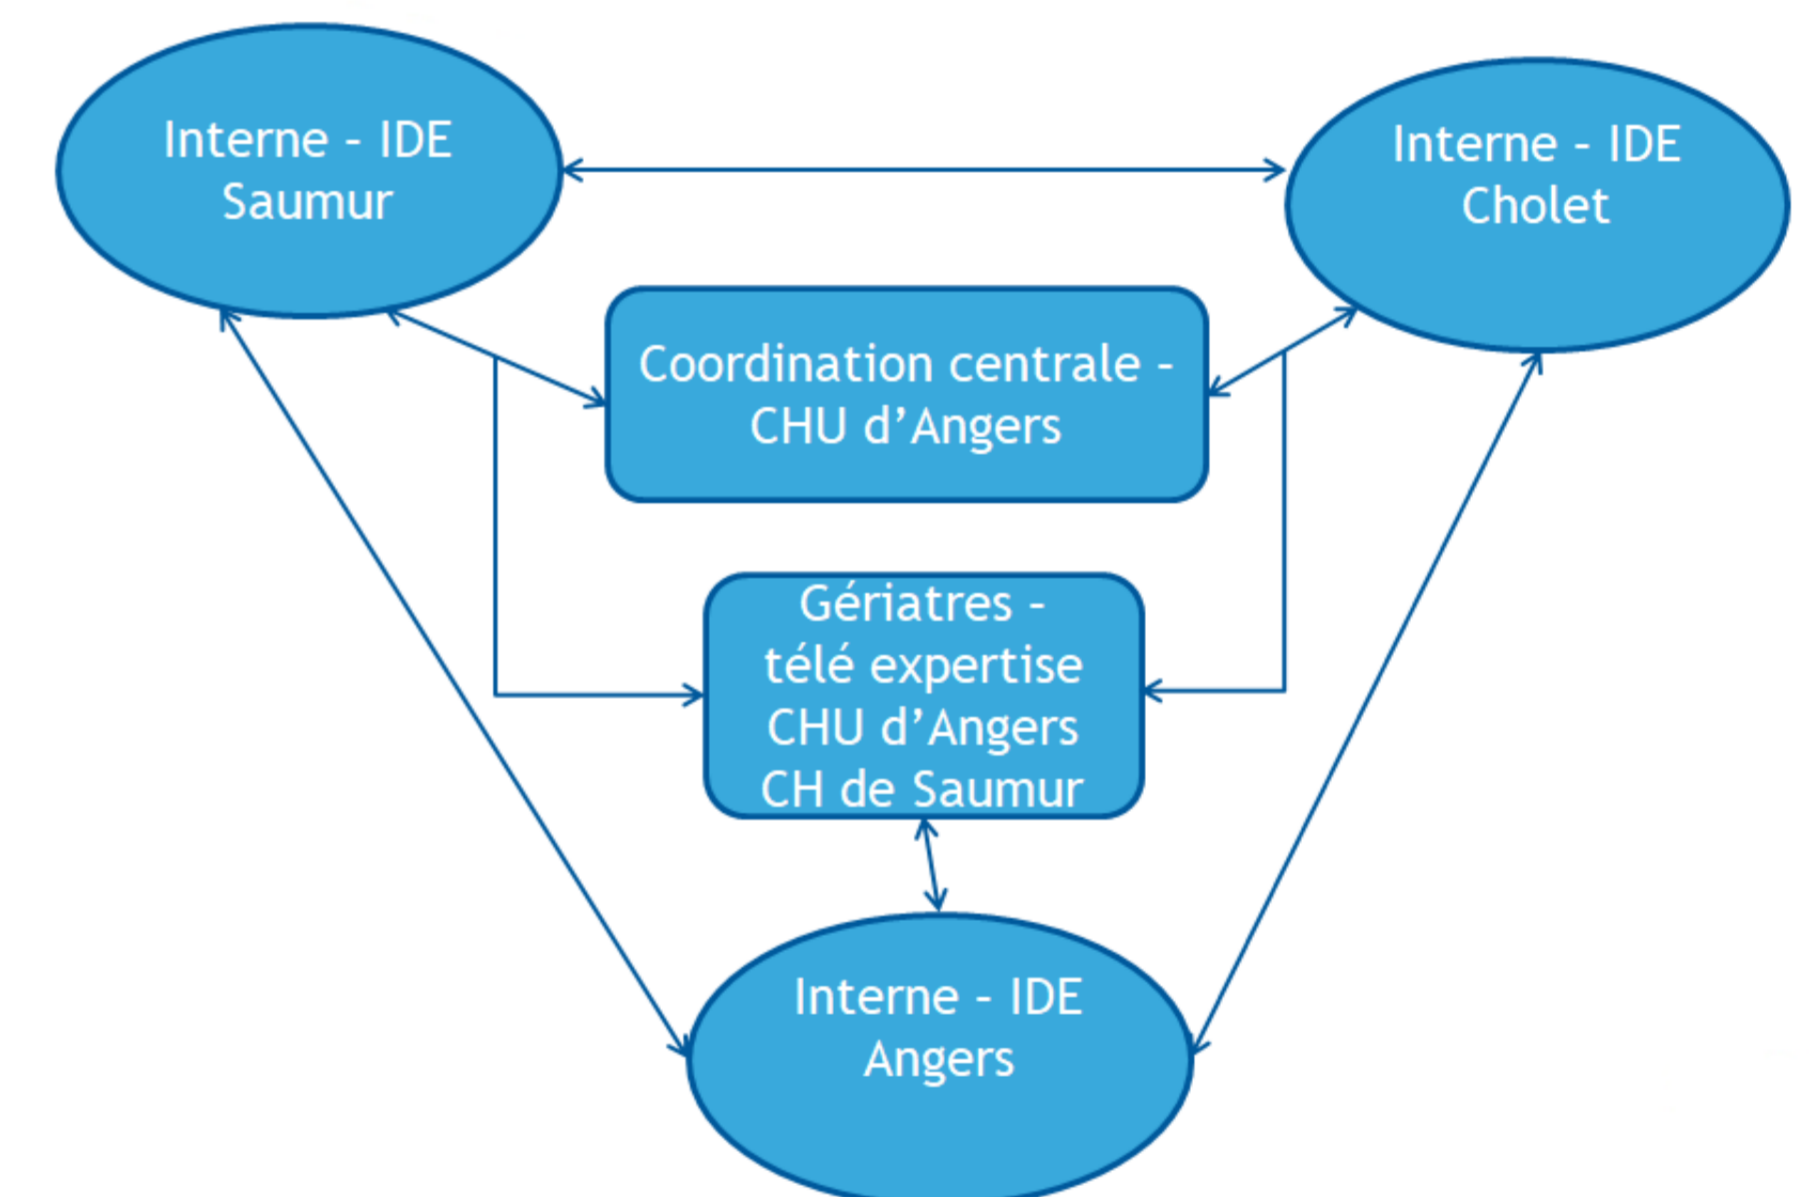 Interne – IDE
Saumur
Interne – IDE
Cholet
Coordination centrale –
CHU d’Angers
Gériatres –
télé expertise
CHU d’Angers
CH de Saumur
Interne – IDE
Angers